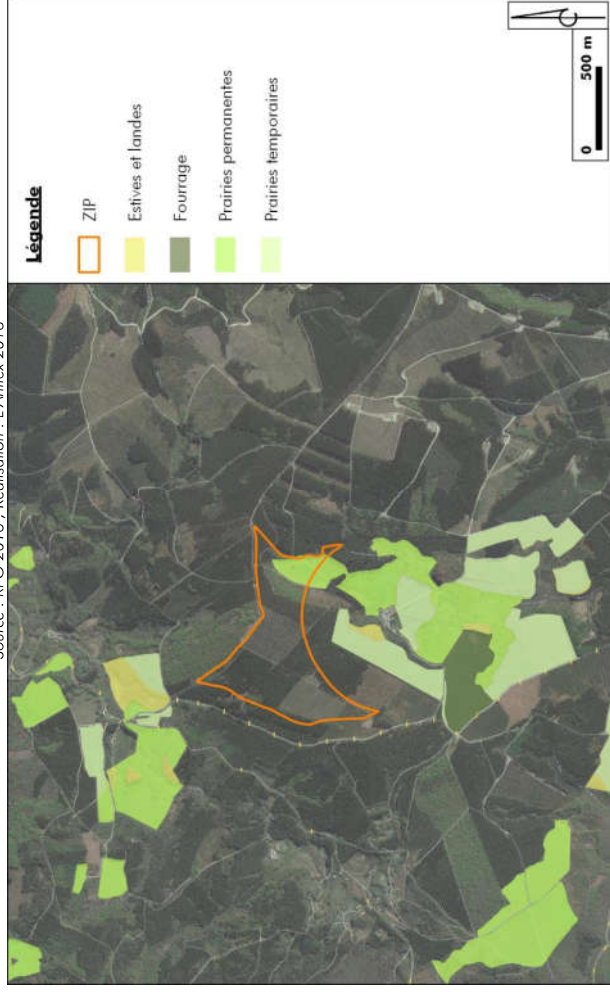 Légende
ZIP
Estives et landes
Fourrage
Prairies permanentes
Prairies temporaires
0 500 m